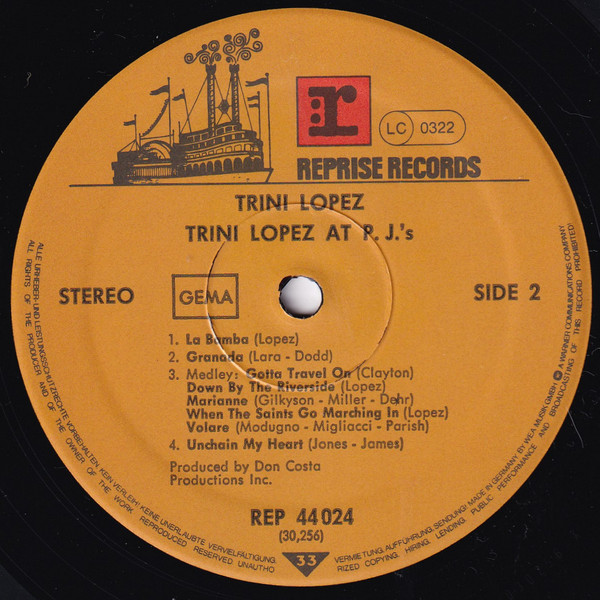 r
LC 0322
REPRISE RECORDS
TRINI LOPEZ
TRINI LOPEZ AT P. J.'s
STEREO
GEMA
SIDE 2
1. La Bamba (Lopez)
2. Granada (Lara - Dodd)
3. Medley: Gotta Travel On (Clayton)
Down By The Riverside (Lopez)
Marianne (Gilkyson - Miller - Dehr)
When The Saints Go Marching In (Lopez)
Volare (Modugno - Migliacci - Parish)
4. Unchain My Heart (Jones - James)
Produced by Don Costa
Productions Inc.
REP 44 024
(30,256)
33
ALLE URHEBER- UND LEISTUNGSSCHUTZRECHTE VORBEHALTEN. KEIN VERLEIH! KEINE UNERLAUBTE VERVIELFÄLTIGUNG, VERMIETUNG, AUFFÜHRUNG, SENDUNG! MADE IN GERMANY BY WEA MUSIK GMBH Ⓟ A WARNER COMMUNICATIONS COMPANY
ALL RIGHTS OF THE PRODUCER AND OF THE OWNER OF THE WORK REPRODUCED RESERVED UNAUTHORIZED COPYING, HIRING, LENDING, PUBLIC PERFORMANCE AND BROADCASTING OF THIS RECORD PROHIBITED!